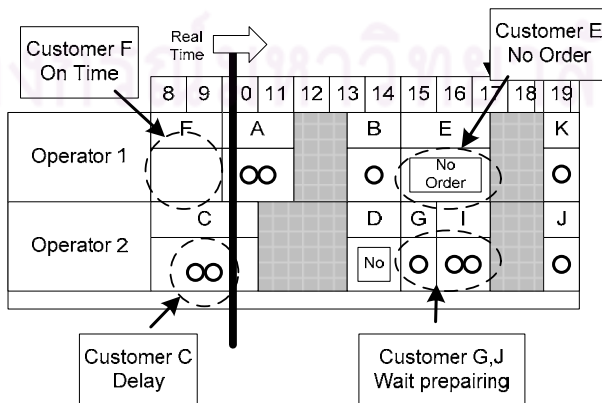 Customer F
On Time
Real
Time
Customer E
No Order
8 9 0 11 12 13 14 15 16 17 18 19
F A B E K
Operator 1
No
Order
C D G I J
Operator 2
No
Customer C
Delay
Customer G,J
Wait prepairing